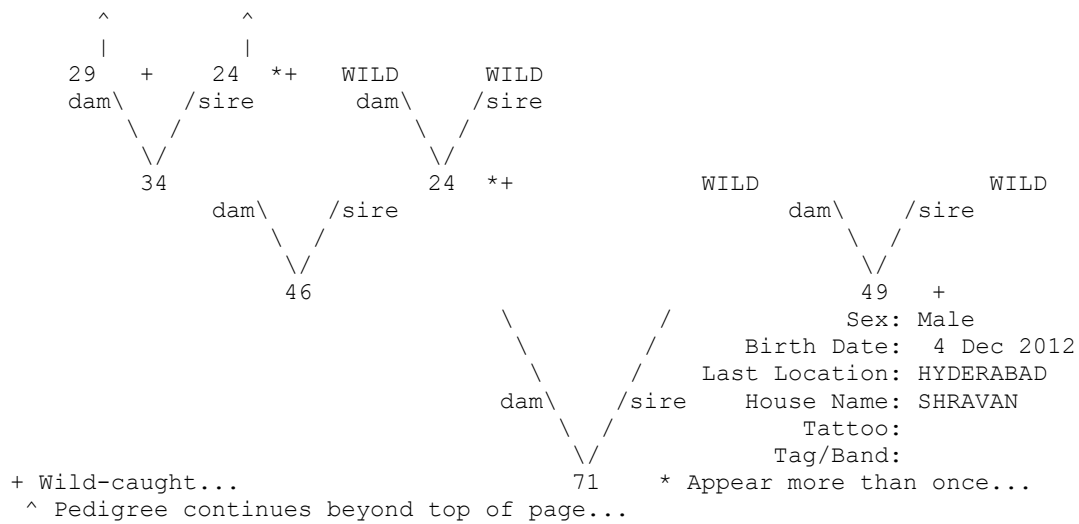 ^ ^
| |
29 + 24 *+ WILD WILD
dam\ /sire dam\ /sire
\ / \ /
\/ \/
34 24 *+ WILD WILD
dam\ /sire dam\ /sire
\ / \ /
\/ \/
46 49 +
\ / Sex: Male
\ / Birth Date: 4 Dec 2012
\ / Last Location: HYDERABAD
dam\ /sire House Name: SHRAVAN
\ / Tattoo:
\/ Tag/Band:
+ Wild-caught... 71 * Appear more than once...
^ Pedigree continues beyond top of page...